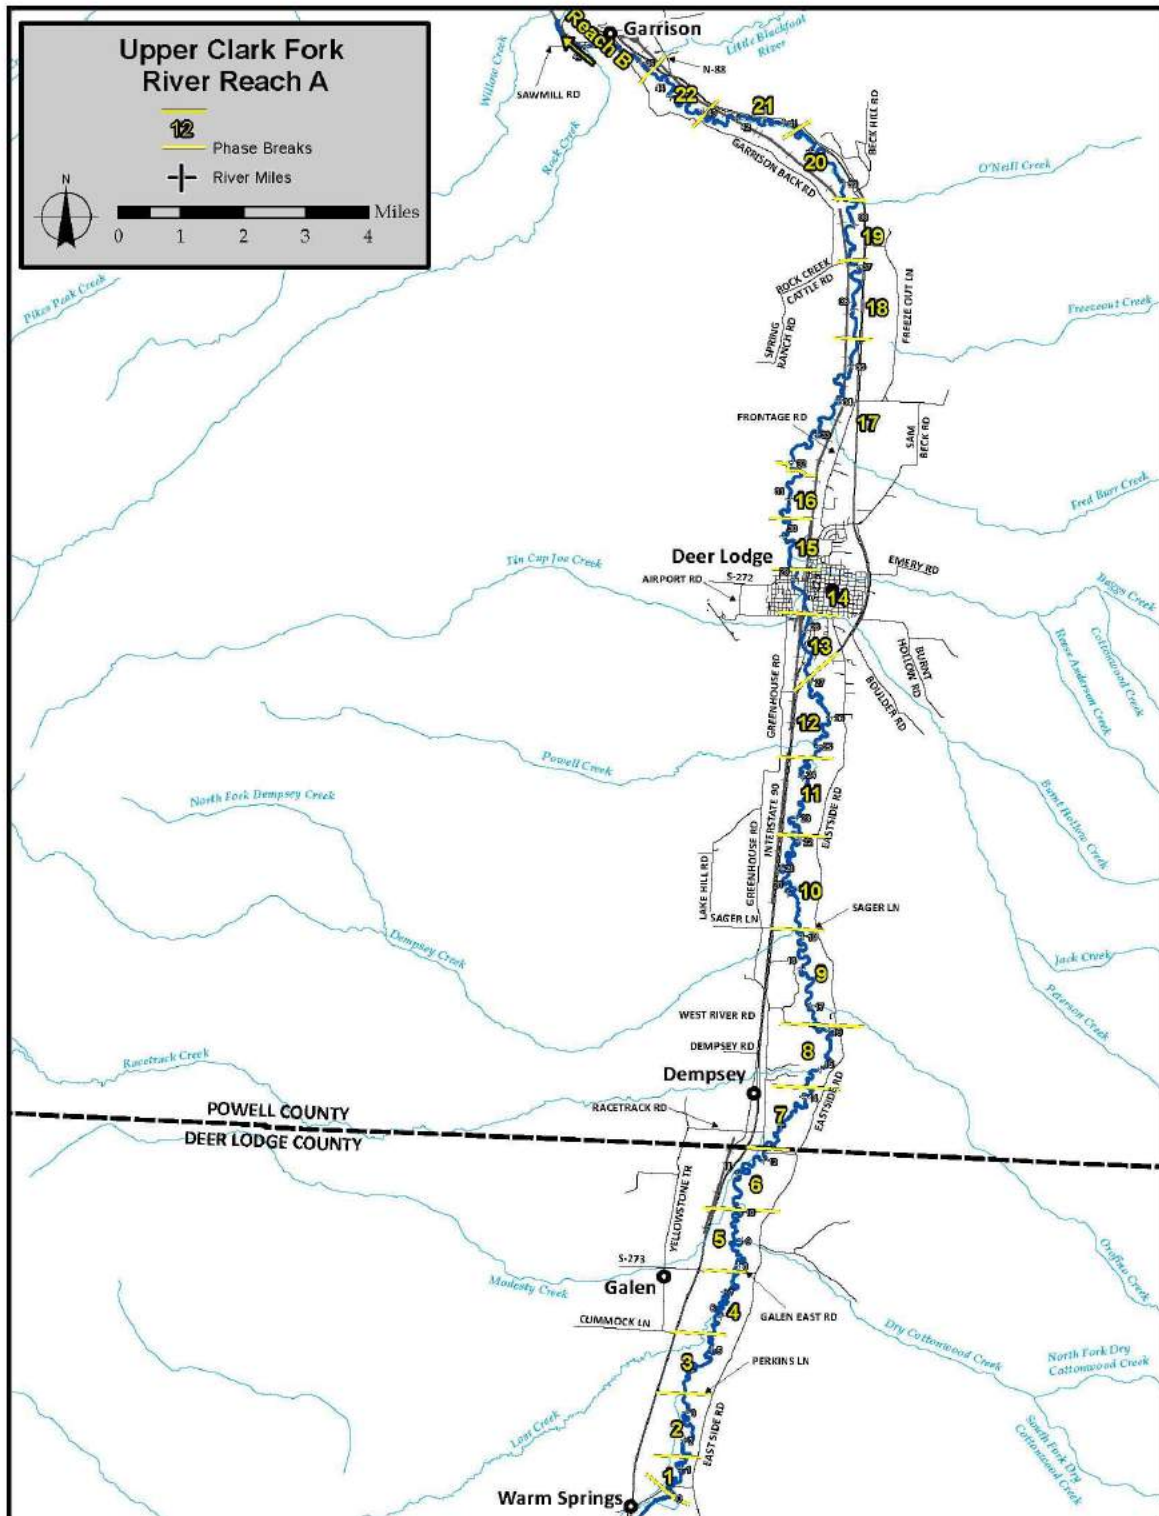 Upper Clark Fork
River Reach A
12
Phase Breaks
River Miles
N
Miles
0 1 2 3 4
Reach B
Garrison
Little Blackfoot
River
N-88
Willow Creek
SAWMILL RD
Rock Creek
22
21
20
BECK HILL RD
GARRISON BACK RD
O'Neill Creek
19
ROCK CREEK
CATTLE RD
FREEZE OUT LN
Pikes Peak Creek
18
Freezeout Creek
SPRING
RANCH RD
FRONTAGE RD
17
SAM
BECK RD
16
Fred Burr Creek
15
Deer Lodge
Tin Cup Joe Creek
EMERY RD
AIRPORT RD
S-272
14
Baggs Creek
Cottonwood Creek
Reese Anderson Creek
13
BURNT
HOLLOW RD
BOULDER RD
GREENHOUSE RD
12
Powell Creek
North Fork Dempsey Creek
11
INTERSTATE 90
EASTSIDE RD
Burnt Hollow Creek
LAKE HILL RD
GREENHOUSE RD
10
SAGER LN
SAGER LN
Dempsey Creek
9
Jack Creek
Peterson Creek
WEST RIVER RD
8
DEMPSEY RD
Racetrack Creek
Dempsey
EASTSIDE RD
RACETRACK RD
7
POWELL COUNTY
DEER LODGE COUNTY
6
YELLOWSTONE TR
5
S-273
Orofino Creek
Modesty Creek
Galen
4
GALEN EAST RD
CUMMOCK LN
Dry Cottonwood Creek
North Fork Dry
Cottonwood Creek
3
PERKINS LN
2
EAST SIDE RD
Lost Creek
South Fork Dry
Cottonwood Creek
1
Warm Springs